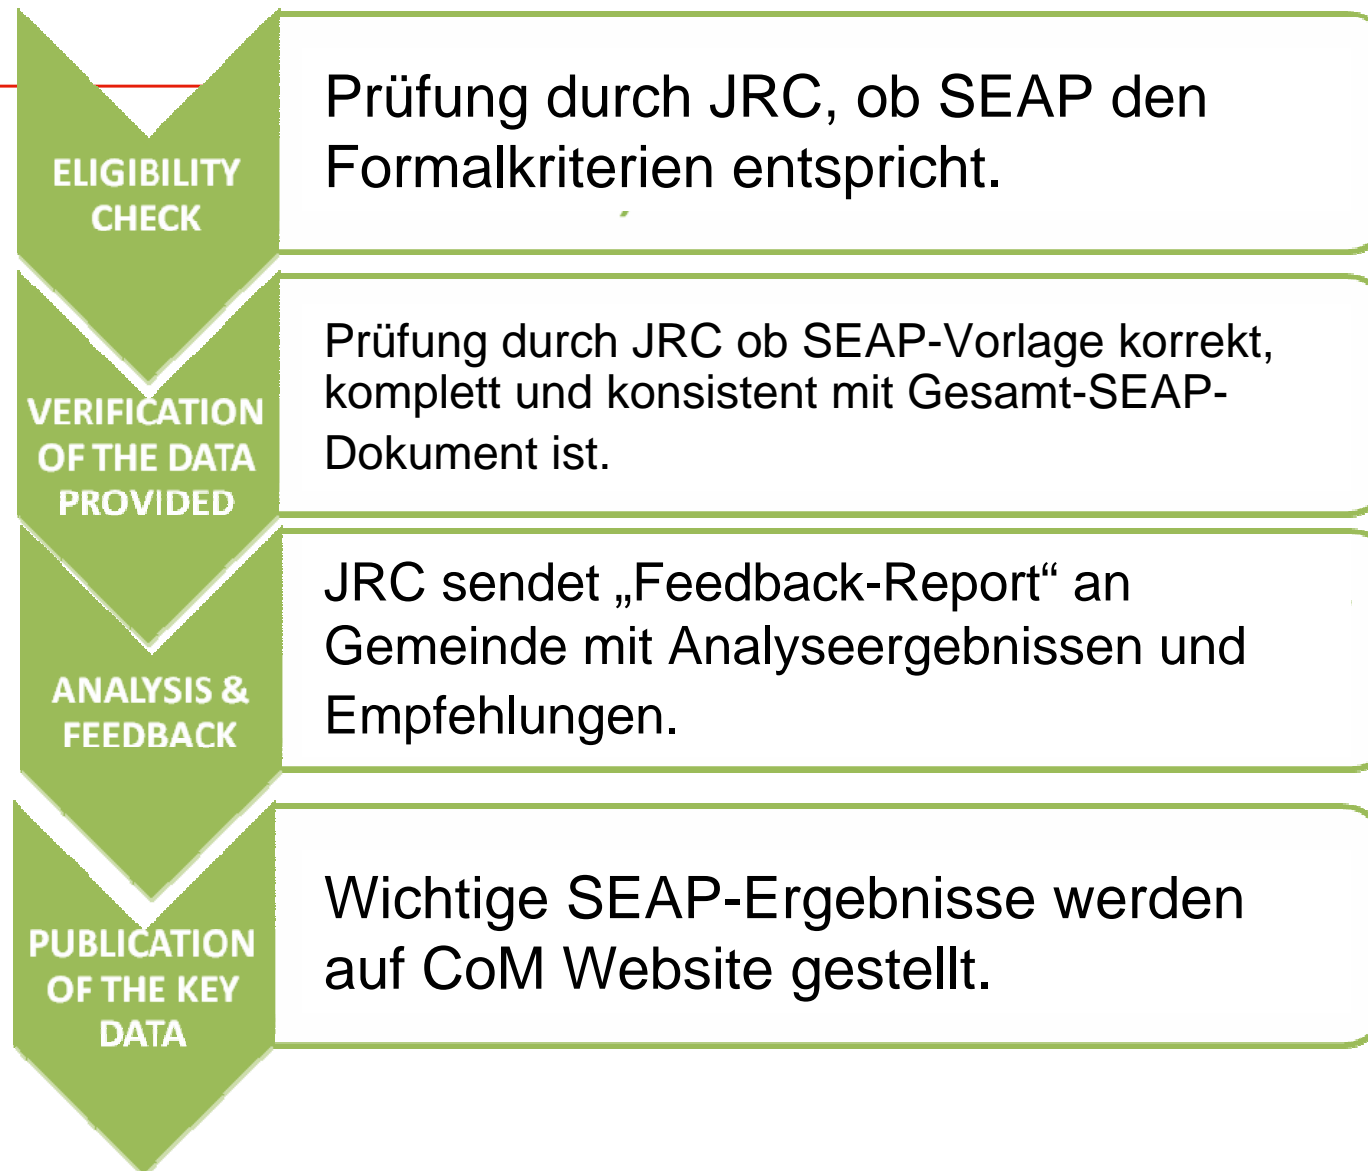 ELIGIBILITY
CHECK
Prüfung durch JRC, ob SEAP den
Formalkriterien entspricht.
VERIFICATION
OF THE DATA
PROVIDED
Prüfung durch JRC ob SEAP-Vorlage korrekt,
komplett und konsistent mit Gesamt-SEAP-
Dokument ist.
ANALYSIS &
FEEDBACK
JRC sendet „Feedback-Report“ an
Gemeinde mit Analyseergebnissen und
Empfehlungen.
PUBLICATION
OF THE KEY
DATA
Wichtige SEAP-Ergebnisse werden
auf CoM Website gestellt.